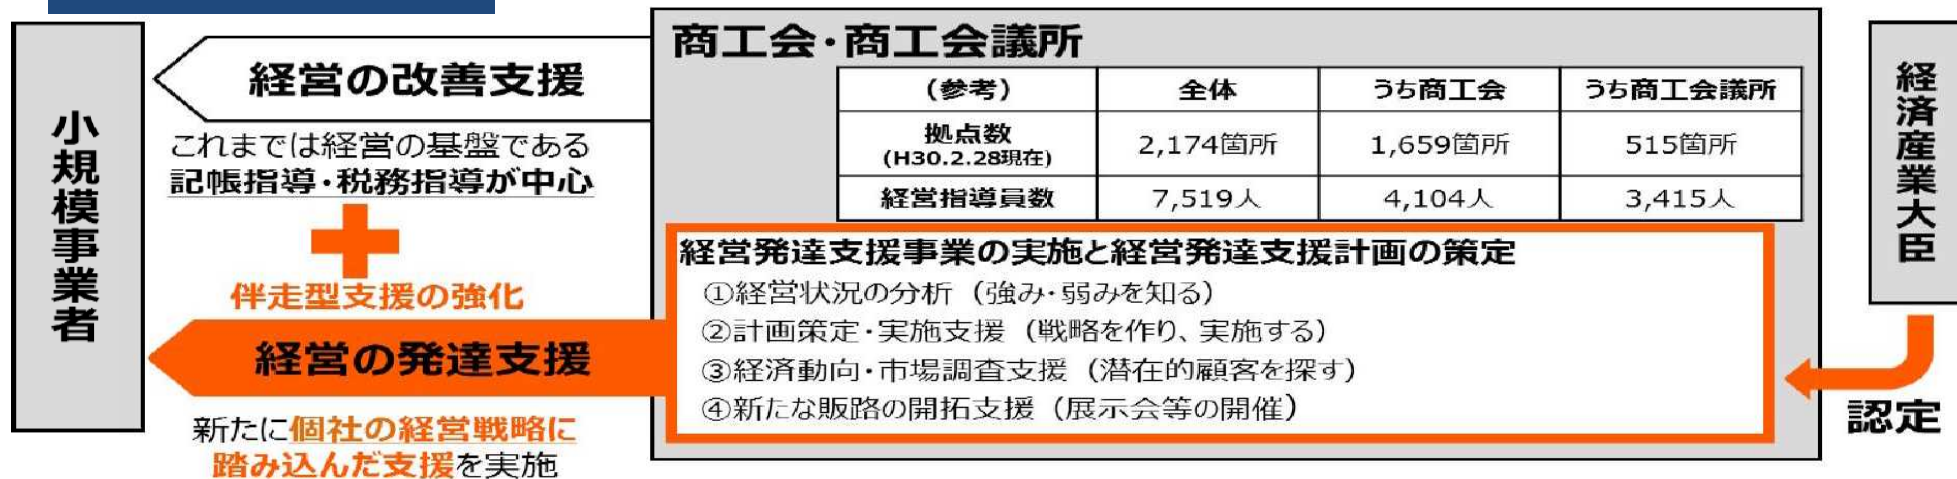 小規模事業者
経営の改善支援
これまでは経営の基盤である
記帳指導・税務指導が中心
伴走型支援の強化
経営の発達支援
新たに個社の経営戦略に
踏み込んだ支援を実施
商工会・商工会議所
(参考) 全体 うち商工会 うち商工会議所
拠点数
(H30.2.28現在) 2,174箇所 1,659箇所 515箇所
経営指導員数 7,519人 4,104人 3,415人
経営発達支援事業の実施と経営発達支援計画の策定
①経営状況の分析（強み・弱みを知る）
②計画策定・実施支援（戦略を作り、実施する）
③経済動向・市場調査支援（潜在的顧客を探す）
④新たな販路の開拓支援（展示会等の開催）
経済産業大臣
認定